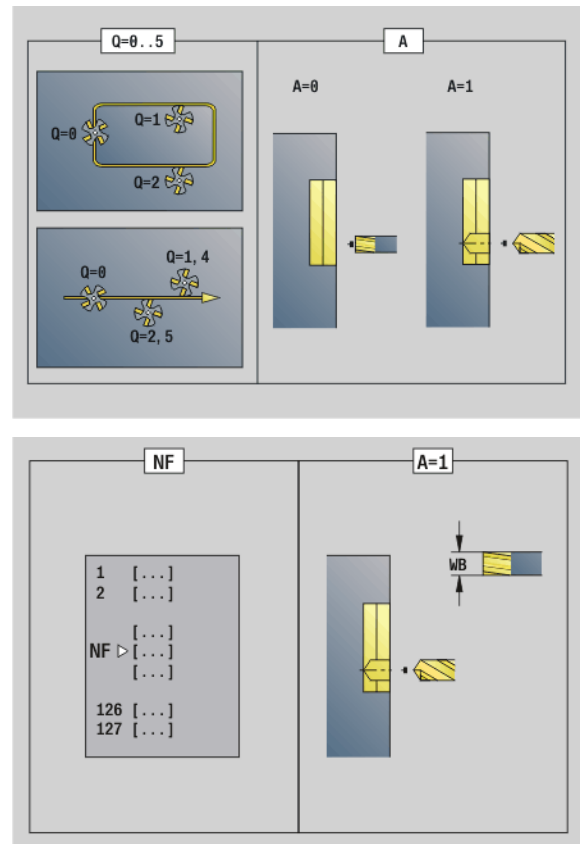 Q=0..5
A
Q=0
Q=1
Q=2
Q=0
Q=1,4
Q=2,5
A=0
A=1
NF
A=1
1 [...]
2 [...]
[...]
NF [...]
[...]
126 [...]
127 [...]
WB